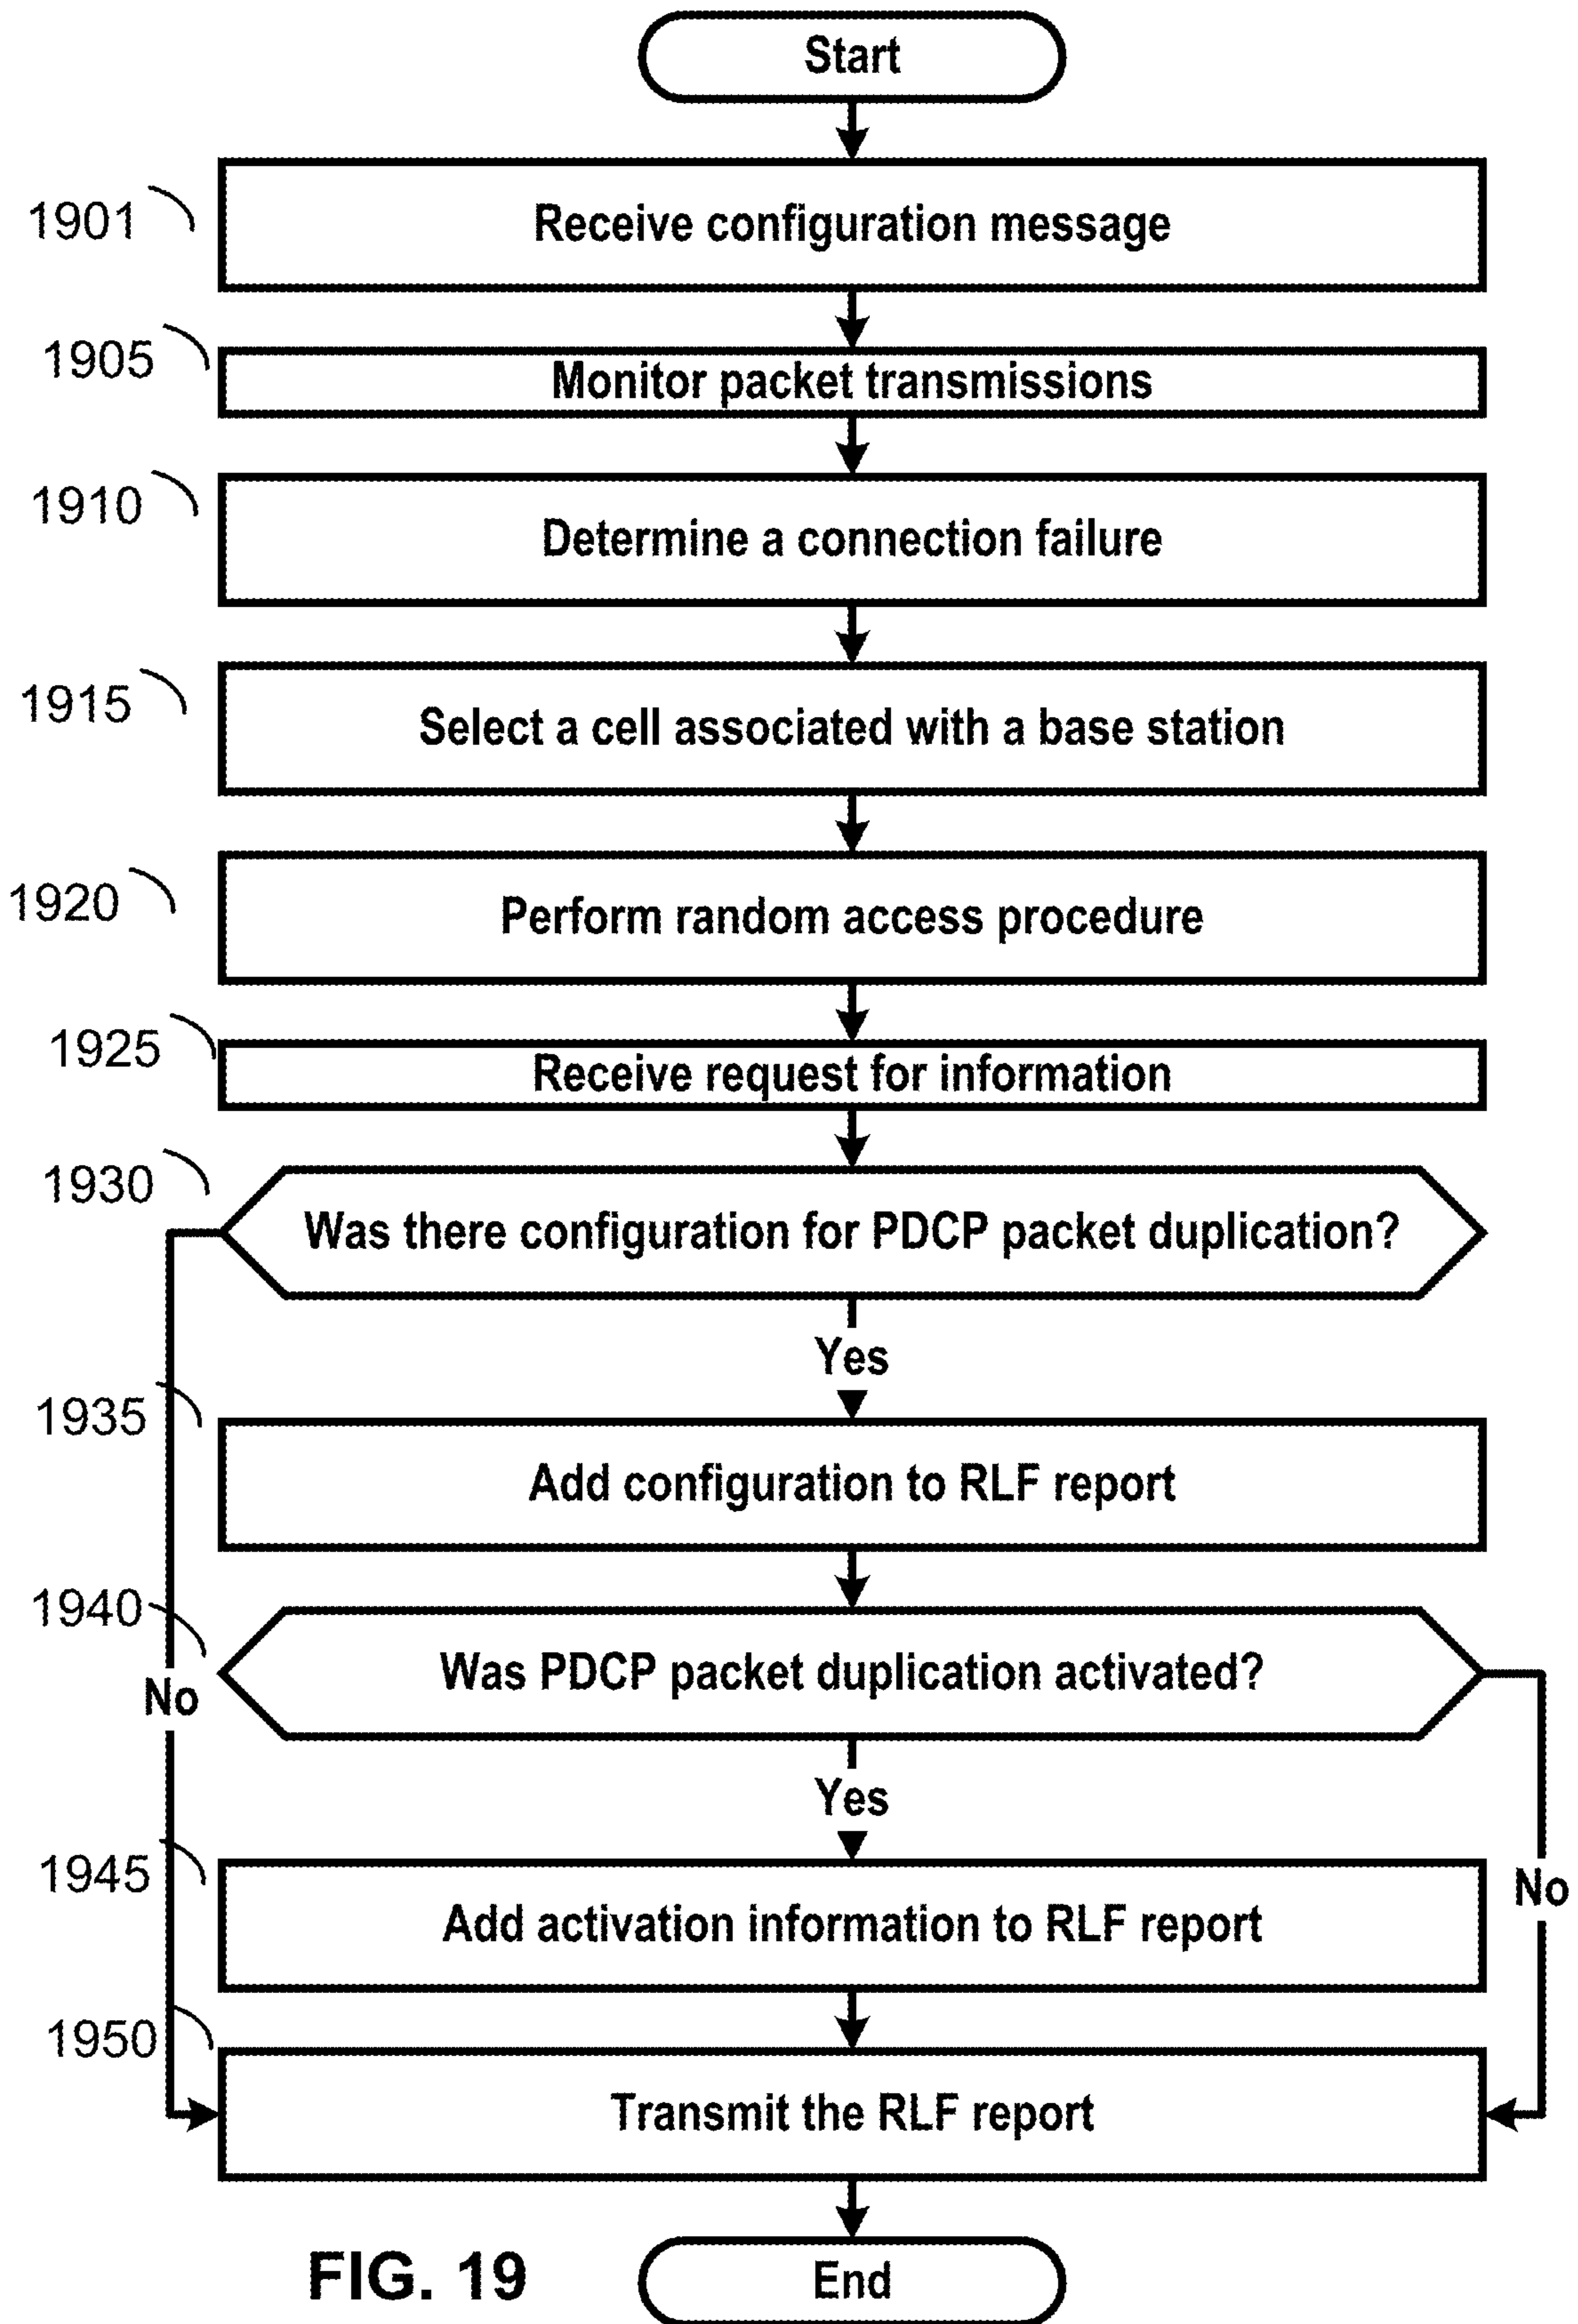 Start
1901
Receive configuration message
1905
Monitor packet transmissions
1910
Determine a connection failure
1915
Select a cell associated with a base station
1920
Perform random access procedure
1925
Receive request for information
1930
Was there configuration for PDCP packet duplication?
Yes
1935
Add configuration to RLF report
1940
Was PDCP packet duplication activated?
No
Yes
1945
Add activation information to RLF report
No
1950
Transmit the RLF report
FIG. 19
End